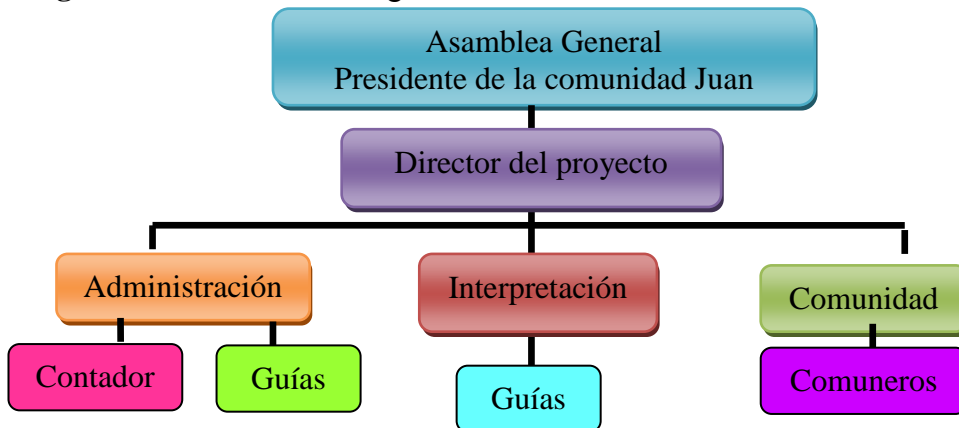 Asamblea General
Presidente de la comunidad Juan
Director del proyecto
Administración
Interpretación
Comunidad
Contador
Guías
Guías
Comuneros